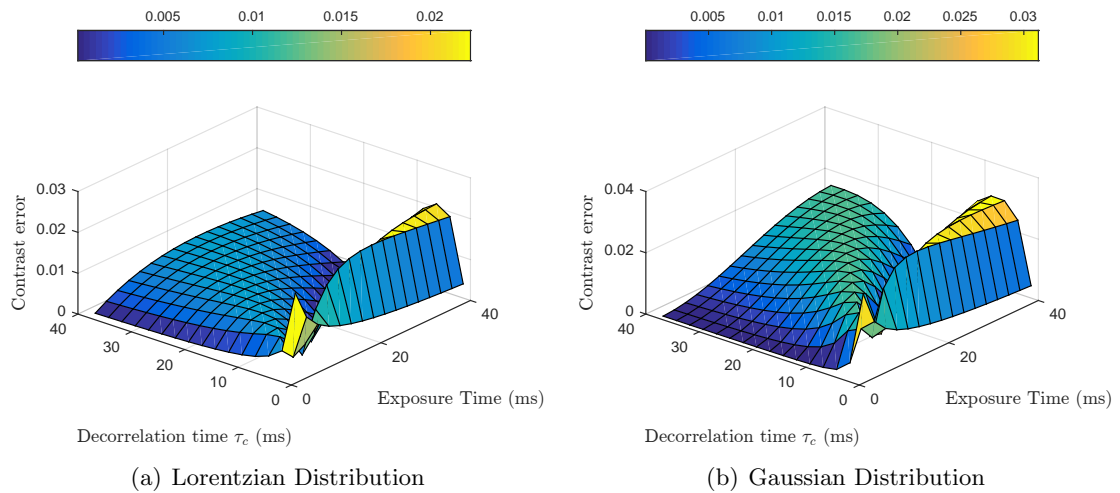 0.005 0.01 0.015 0.02
0.005 0.01 0.015 0.02 0.025 0.03
0.03
0.02
0.01
0
Contrast error
40
30
20
10
0
0
20
40
Exposure Time (ms)
Decorrelation time τc (ms)
0.04
0.02
0
Contrast error
40
30
20
10
0
0
20
40
Exposure Time (ms)
Decorrelation time τc (ms)
(a) Lorentzian Distribution
(b) Gaussian Distribution